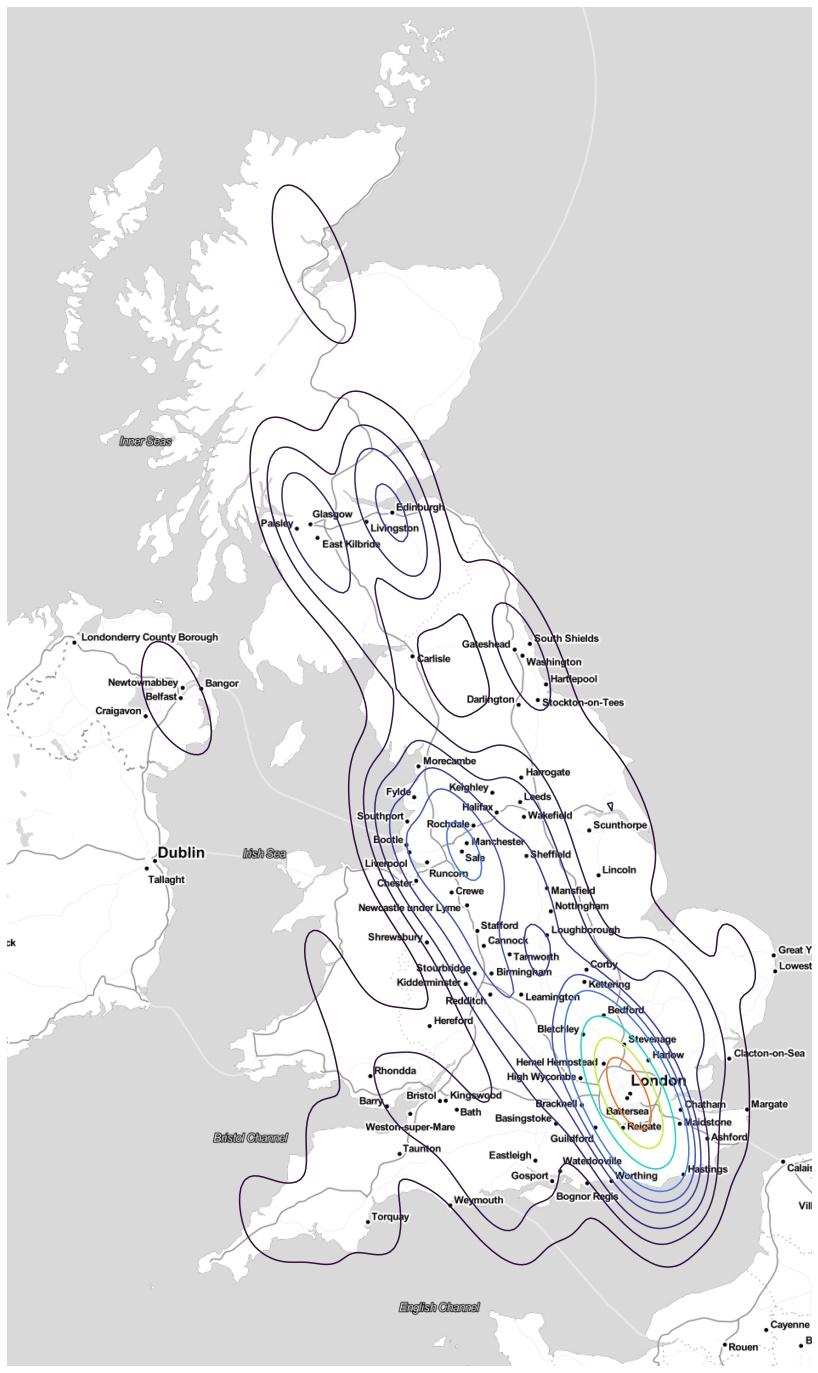 Inner Seas
Edinburgh
Glasgow
Paisley
Livingston
East Kilbride
Londonderry County Borough
South Shields
Gateshead
Carlisle
Washington
Newtownabbey
Bangor
Hartlepool
Belfast
Darlington
Stockton-on-Tees
Craigavon
Morecambe
Harrogate
Fylde
Keighley
Leeds
Halifax
Southport
Wakefield
Rochdale
Scunthorpe
Bootle
Manchester
Dublin
Irish Sea
Sale
Sheffield
Liverpool
Tallaght
Runcorn
Lincoln
Chester
Crewe
Mansfield
Newcastle under Lyme
Nottingham
Stafford
Loughborough
Shrewsbury
Cannock
ck
Great Y
Tamworth
Lowest
Stourbridge
Birmingham
Corby
Kidderminster
Kettering
Redditch
Leamington
Bedford
Hereford
Bletchley
Stevenage
Harlow
Clacton-on-Sea
Hemel Hempstead
Rhondda
High Wycombe
London
Bristol
Kingswood
Barry
Bracknell
Chatham
Margate
Bath
Battersea
Weston-super-Mare
Basingstoke
Reigate
Maidstone
Bristol Channel
Guildford
Ashford
Taunton
Eastleigh
Waterlooville
Calais
Gosport
Worthing
Hastings
Bognor Regis
Weymouth
Vil
Torquay
English Channel
Cayenne
Rouen
B